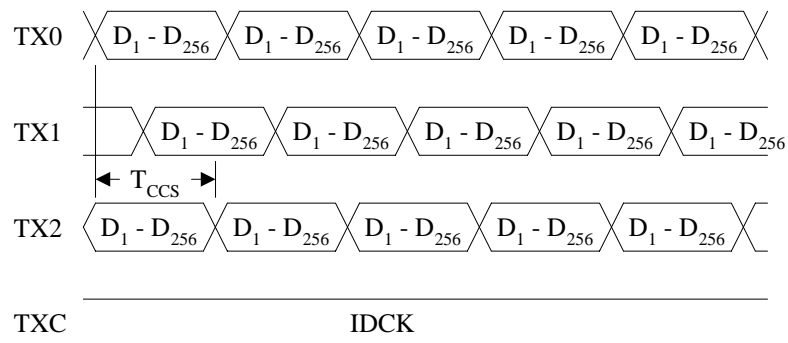 TX0 D₁ - D₂₅₆ D₁ - D₂₅₆ D₁ - D₂₅₆ D₁ - D₂₅₆ D₁ - D₂₅₆
TX1 D₁ - D₂₅₆ D₁ - D₂₅₆ D₁ - D₂₅₆ D₁ - D₂₅₆ D₁ - D₂₅₆
T_CCS
TX2 D₁ - D₂₅₆ D₁ - D₂₅₆ D₁ - D₂₅₆ D₁ - D₂₅₆ D₁ - D₂₅₆
TXC IDCK